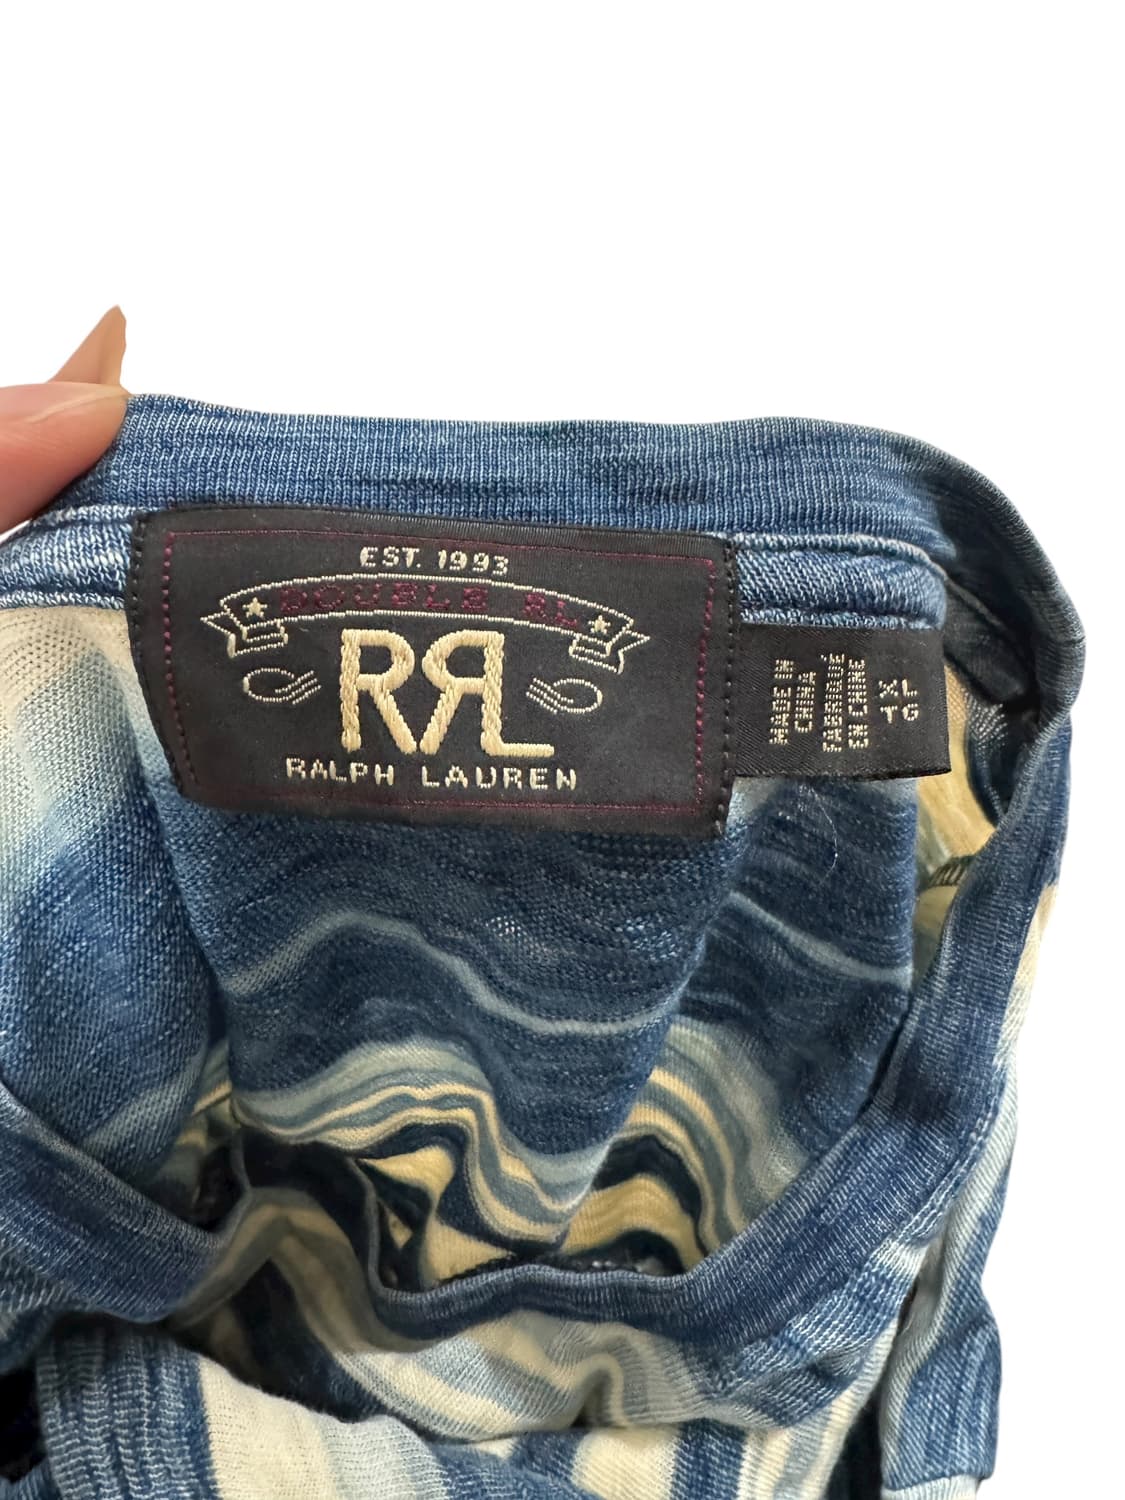 EST. 1993
DOUBLE RL
RRL
RALPH LAUREN
MADE IN
CHINA
FABRIQUÉ
EN CHINE
XL
TG